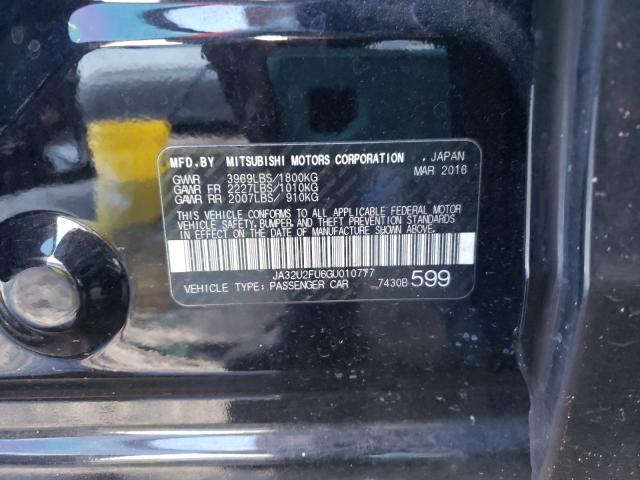 MFD.BY MITSUBISHI MOTORS CORPORATION . JAPAN
GVWR 3969LBS/1800KG MAR 2016
GAWR FR 2227LBS/1010KG
GAWR RR 2007LBS/ 910KG
THIS VEHICLE CONFORMS TO ALL APPLICABLE FEDERAL MOTOR
VEHICLE SAFETY, BUMPER, AND THEFT PREVENTION STANDARDS
IN EFFECT ON THE DATE OF MANUFACTURE SHOWN ABOVE.
JA32U2FU6GU010777
VEHICLE TYPE: PASSENGER CAR 7430B 599